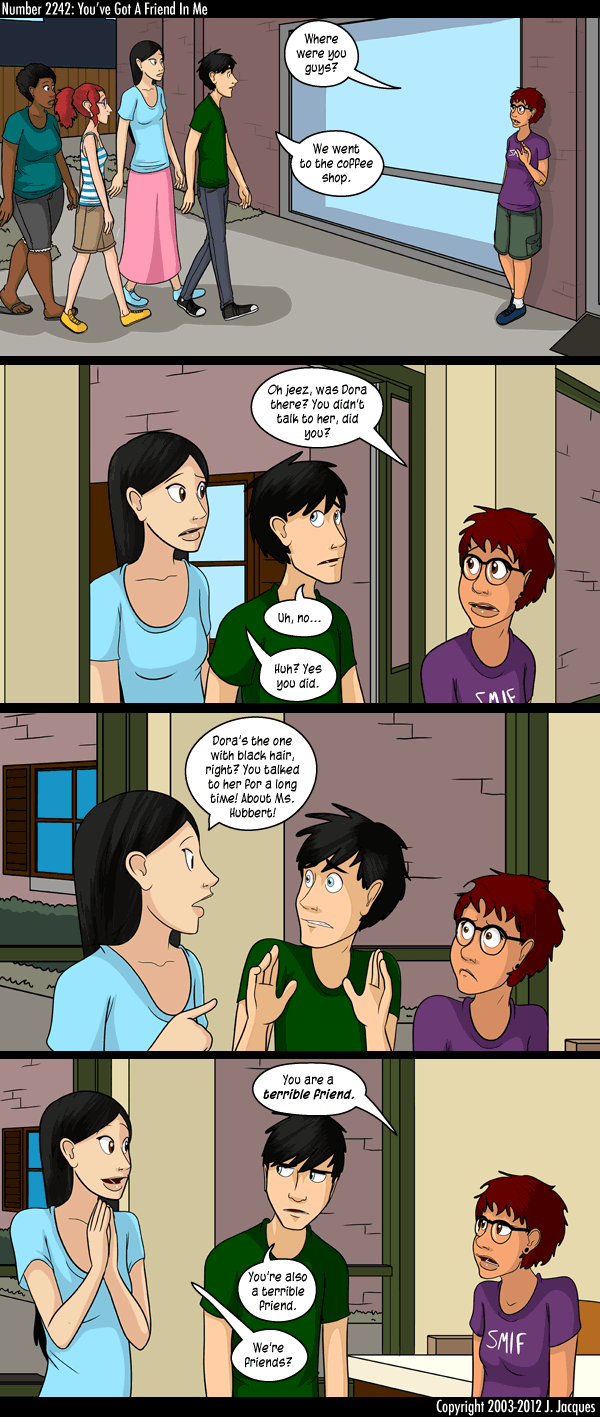 Number 2242: You've Got A Friend In Me
Where
were you
guys?
We went
to the coffee
shop.
SMIF
Oh jeez, was Dora
there? You didn't
talk to her, did
you?
Uh, no...
Huh? Yes
you did.
SMIF
Dora's the one
with black hair,
right? You talked
to her for a long
time! About Ms.
Hubbert!
You are a
terrible friend.
You're also
a terrible
friend.
We're
friends?
SMIF
Copyright 2003-2012 J. Jacques